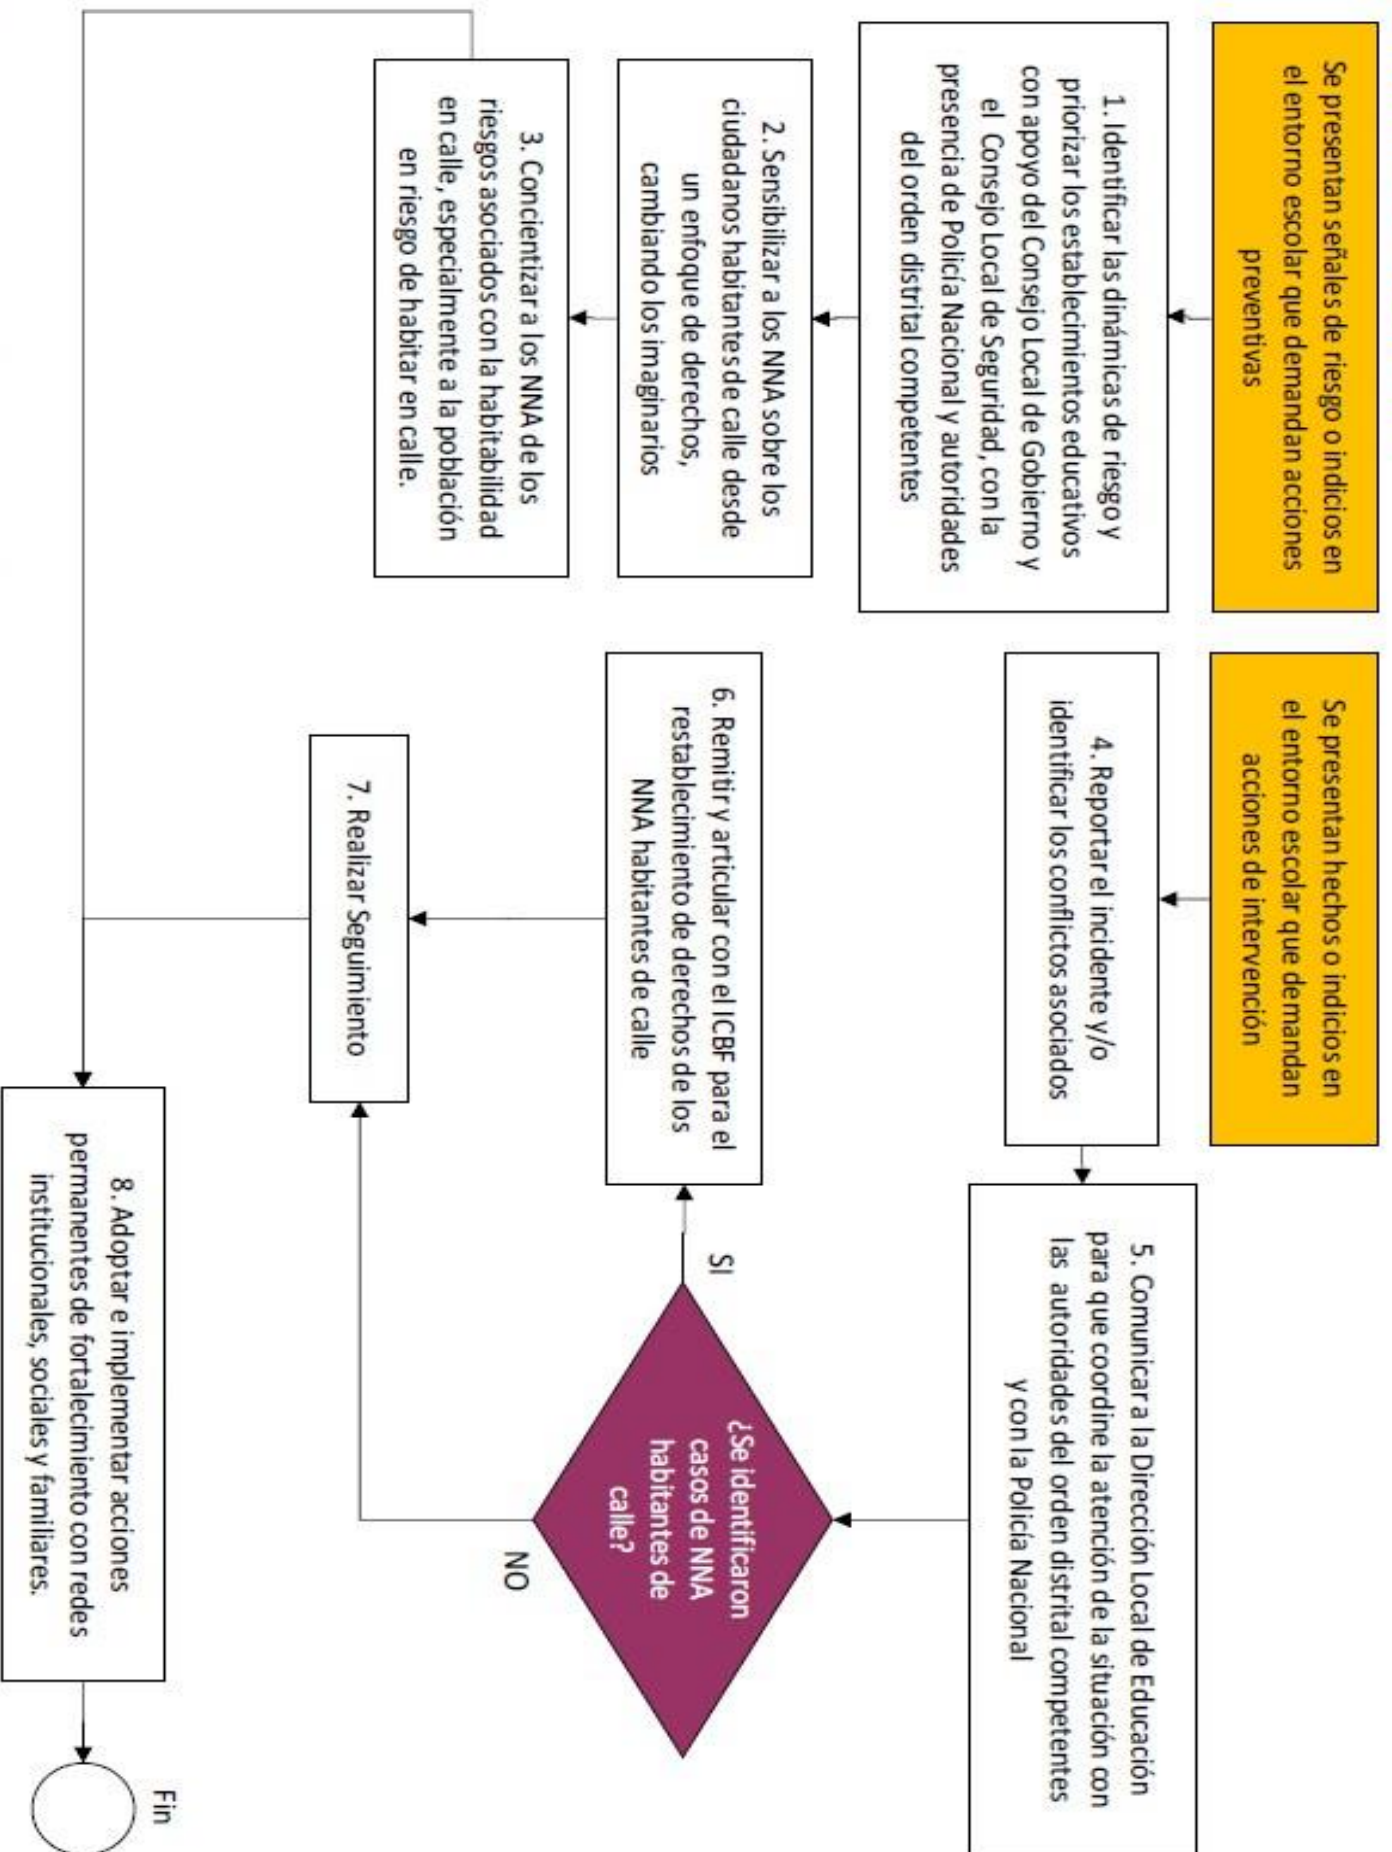 Se presentan señales de riesgo o indicios en
el entorno escolar que demandan acciones
preventivas
1. Identificar las dinámicas de riesgo y
priorizar los establecimientos educativos
con apoyo del Consejo Local de Gobierno y
el Consejo Local de Seguridad, con la
presencia de Policía Nacional y autoridades
del orden distrital competentes
2. Sensibilizar a los NNA sobre los
ciudadanos habitantes de calle desde
un enfoque de derechos,
cambiando los imaginarios
3. Concientizar a los NNA de los
riesgos asociados con la habitabilidad
en calle, especialmente a la población
en riesgo de habitar en calle.
Se presentan hechos o indicios en
el entorno escolar que demandan
acciones de intervención
4. Reportar el incidente y/o
identificar los conflictos asociados
5. Comunicar a la Dirección Local de Educación
para que coordine la atención de la situación con
las autoridades del orden distrital competentes
y con la Policía Nacional
¿Se identificaron
casos de NNA
habitantes de
calle?
SI
NO
6. Remitir y articular con el ICBF para el
restablecimiento de derechos de los
NNA habitantes de calle
7. Realizar Seguimiento
8. Adoptar e implementar acciones
permanentes de fortalecimiento con redes
institucionales, sociales y familiares.
Fin